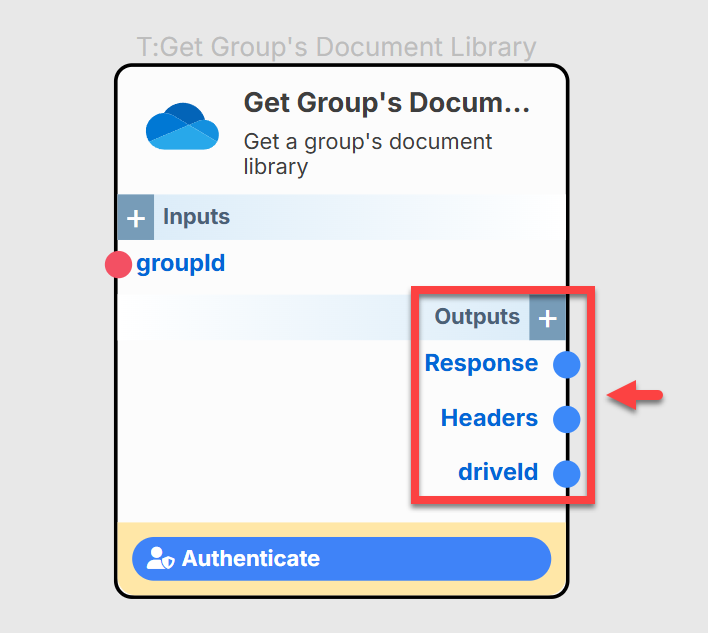 T:Get Group's Document Library
Get Group's Docum...
Get a group's document
library
+ Inputs
groupId
Outputs +
Response
Headers
driveId
Authenticate